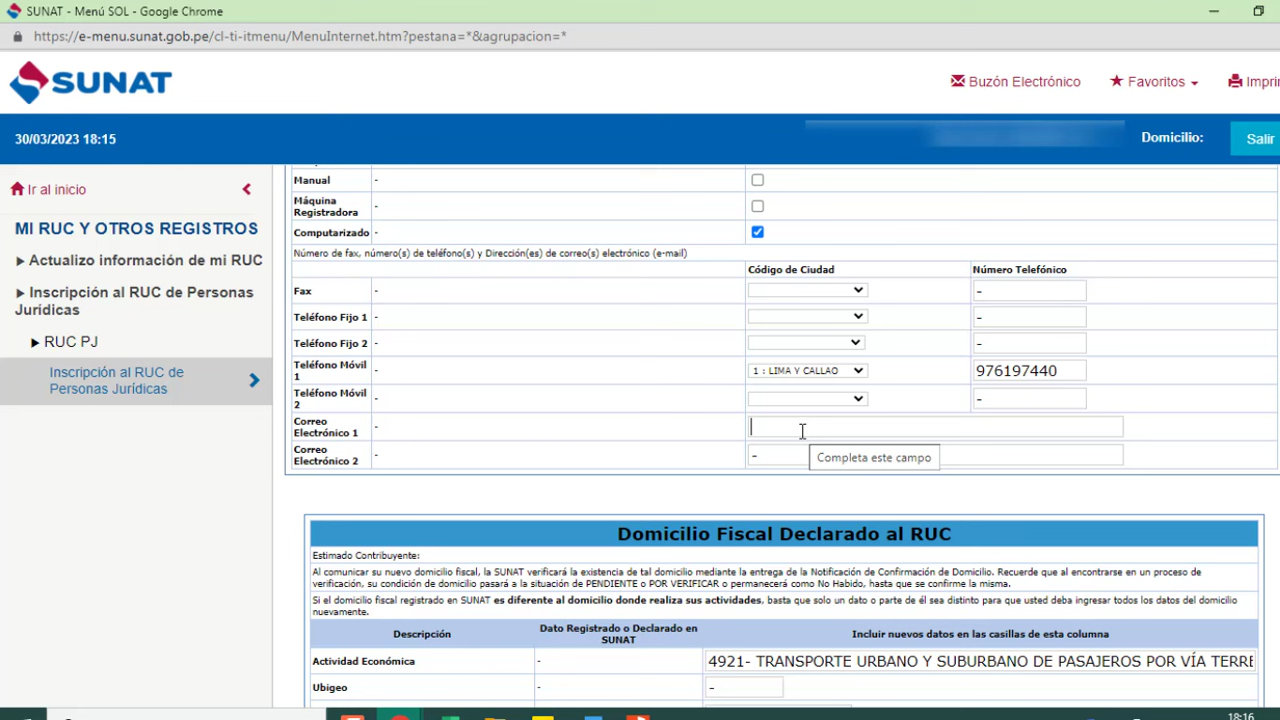 SUNAT - Menú SOL - Google Chrome
https://e-menu.sunat.gob.pe/cl-ti-itmenu/MenuInternet.htm?pestana=*&agrupacion=*
SUNAT
Buzón Electrónico
Favoritos
Imprir
30/03/2023 18:15
Domicilio:
Salir
Ir al inicio
MI RUC Y OTROS REGISTROS
Actualizo información de mi RUC
Inscripción al RUC de Personas
Jurídicas
RUC PJ
Inscripción al RUC de
Personas Jurídicas
Manual -
Máquina
Registradora -
Computarizado -
Número de fax, número(s) de teléfono(s) y Dirección(es) de correo(s) electrónico (e-mail)
Código de Ciudad Número Telefónico
Fax - -
Teléfono Fijo 1 - -
Teléfono Fijo 2 - -
Teléfono Móvil
1 - 1 : LIMA Y CALLAO 976197440
Teléfono Móvil
2 - -
Correo
Electrónico 1 -
Correo
Electrónico 2 - -
Completa este campo
Domicilio Fiscal Declarado al RUC
Estimado Contribuyente:
Al comunicar su nuevo domicilio fiscal, la SUNAT verificará la existencia de tal domicilio mediante la entrega de la Notificación de Confirmación de Domicilio. Recuerde que al encontrarse en un proceso de
verificación, su condición de domicilio pasará a la situación de PENDIENTE o POR VERIFICAR o permanecerá como No Habido, hasta que se confirme la misma.
Si el domicilio fiscal registrado en SUNAT es diferente al domicilio donde realiza sus actividades, basta que solo un dato o parte de él sea distinto para que usted deba ingresar todos los datos del domicilio
nuevamente.
Descripción
Dato Registrado o Declarado en
SUNAT
Incluir nuevos datos en las casillas de esta columna
Actividad Económica - 4921- TRANSPORTE URBANO Y SUBURBANO DE PASAJEROS POR VÍA TERRE
Ubigeo - -
18:16